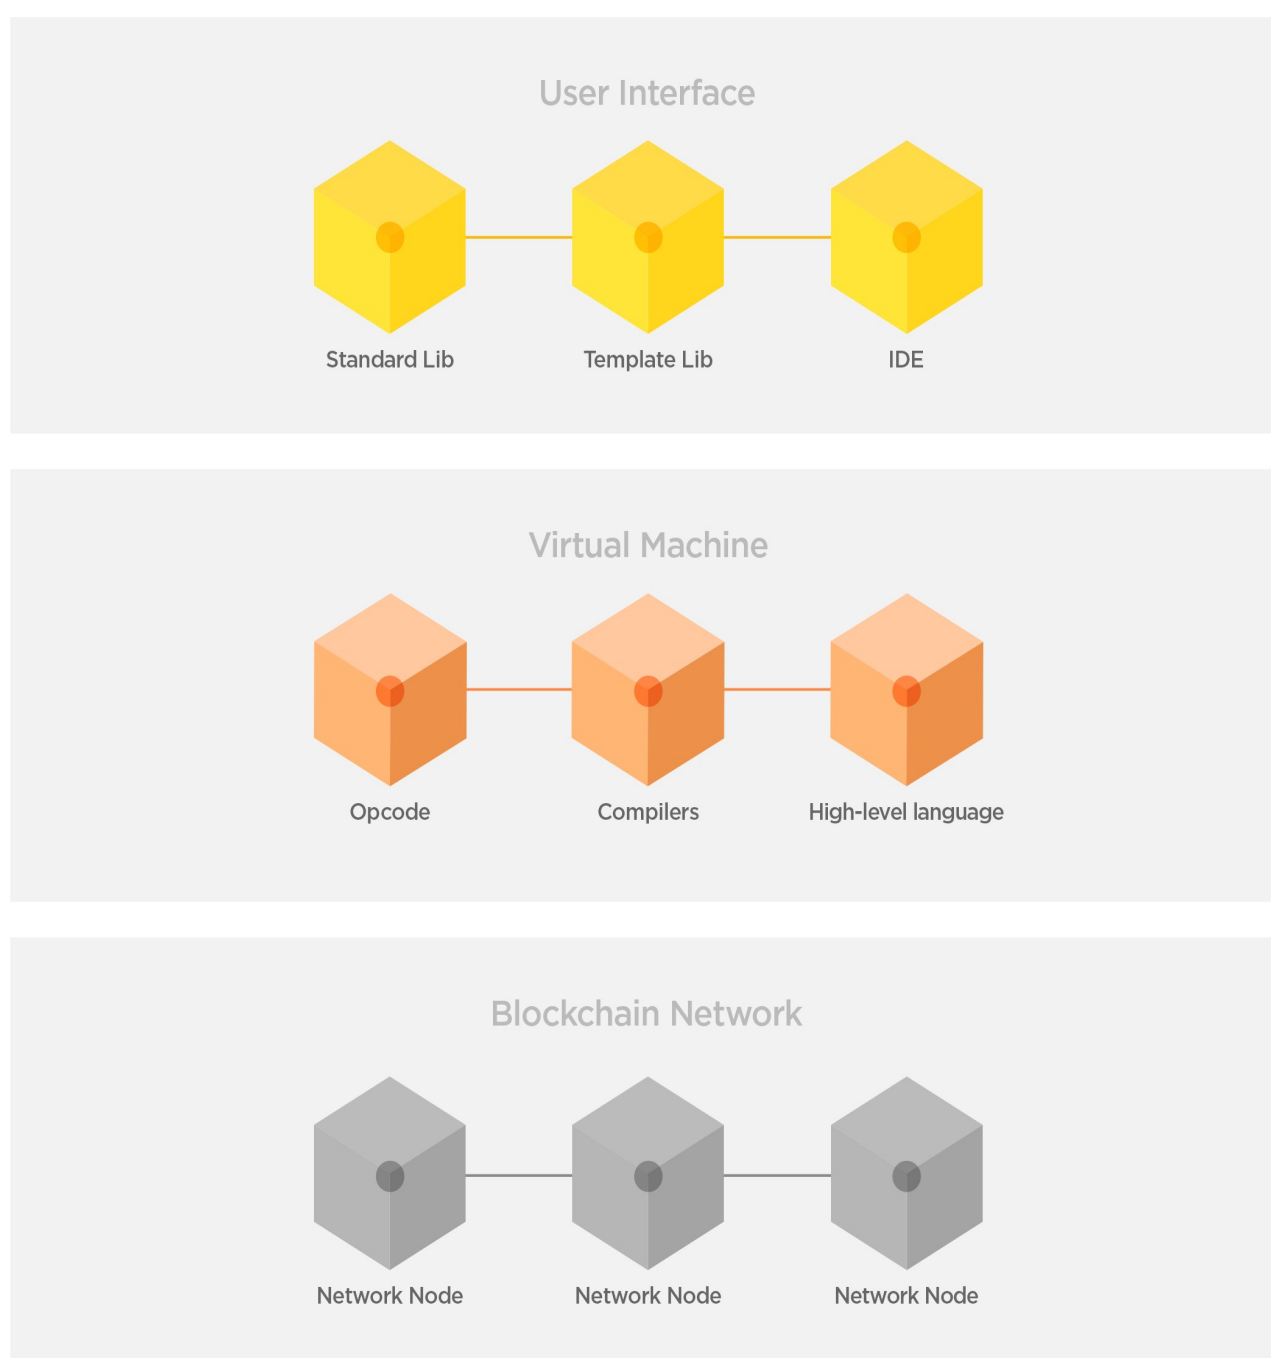 User Interface
Standard Lib
Template Lib
IDE
Virtual Machine
Opcode
Compilers
High-level language
Blockchain Network
Network Node
Network Node
Network Node